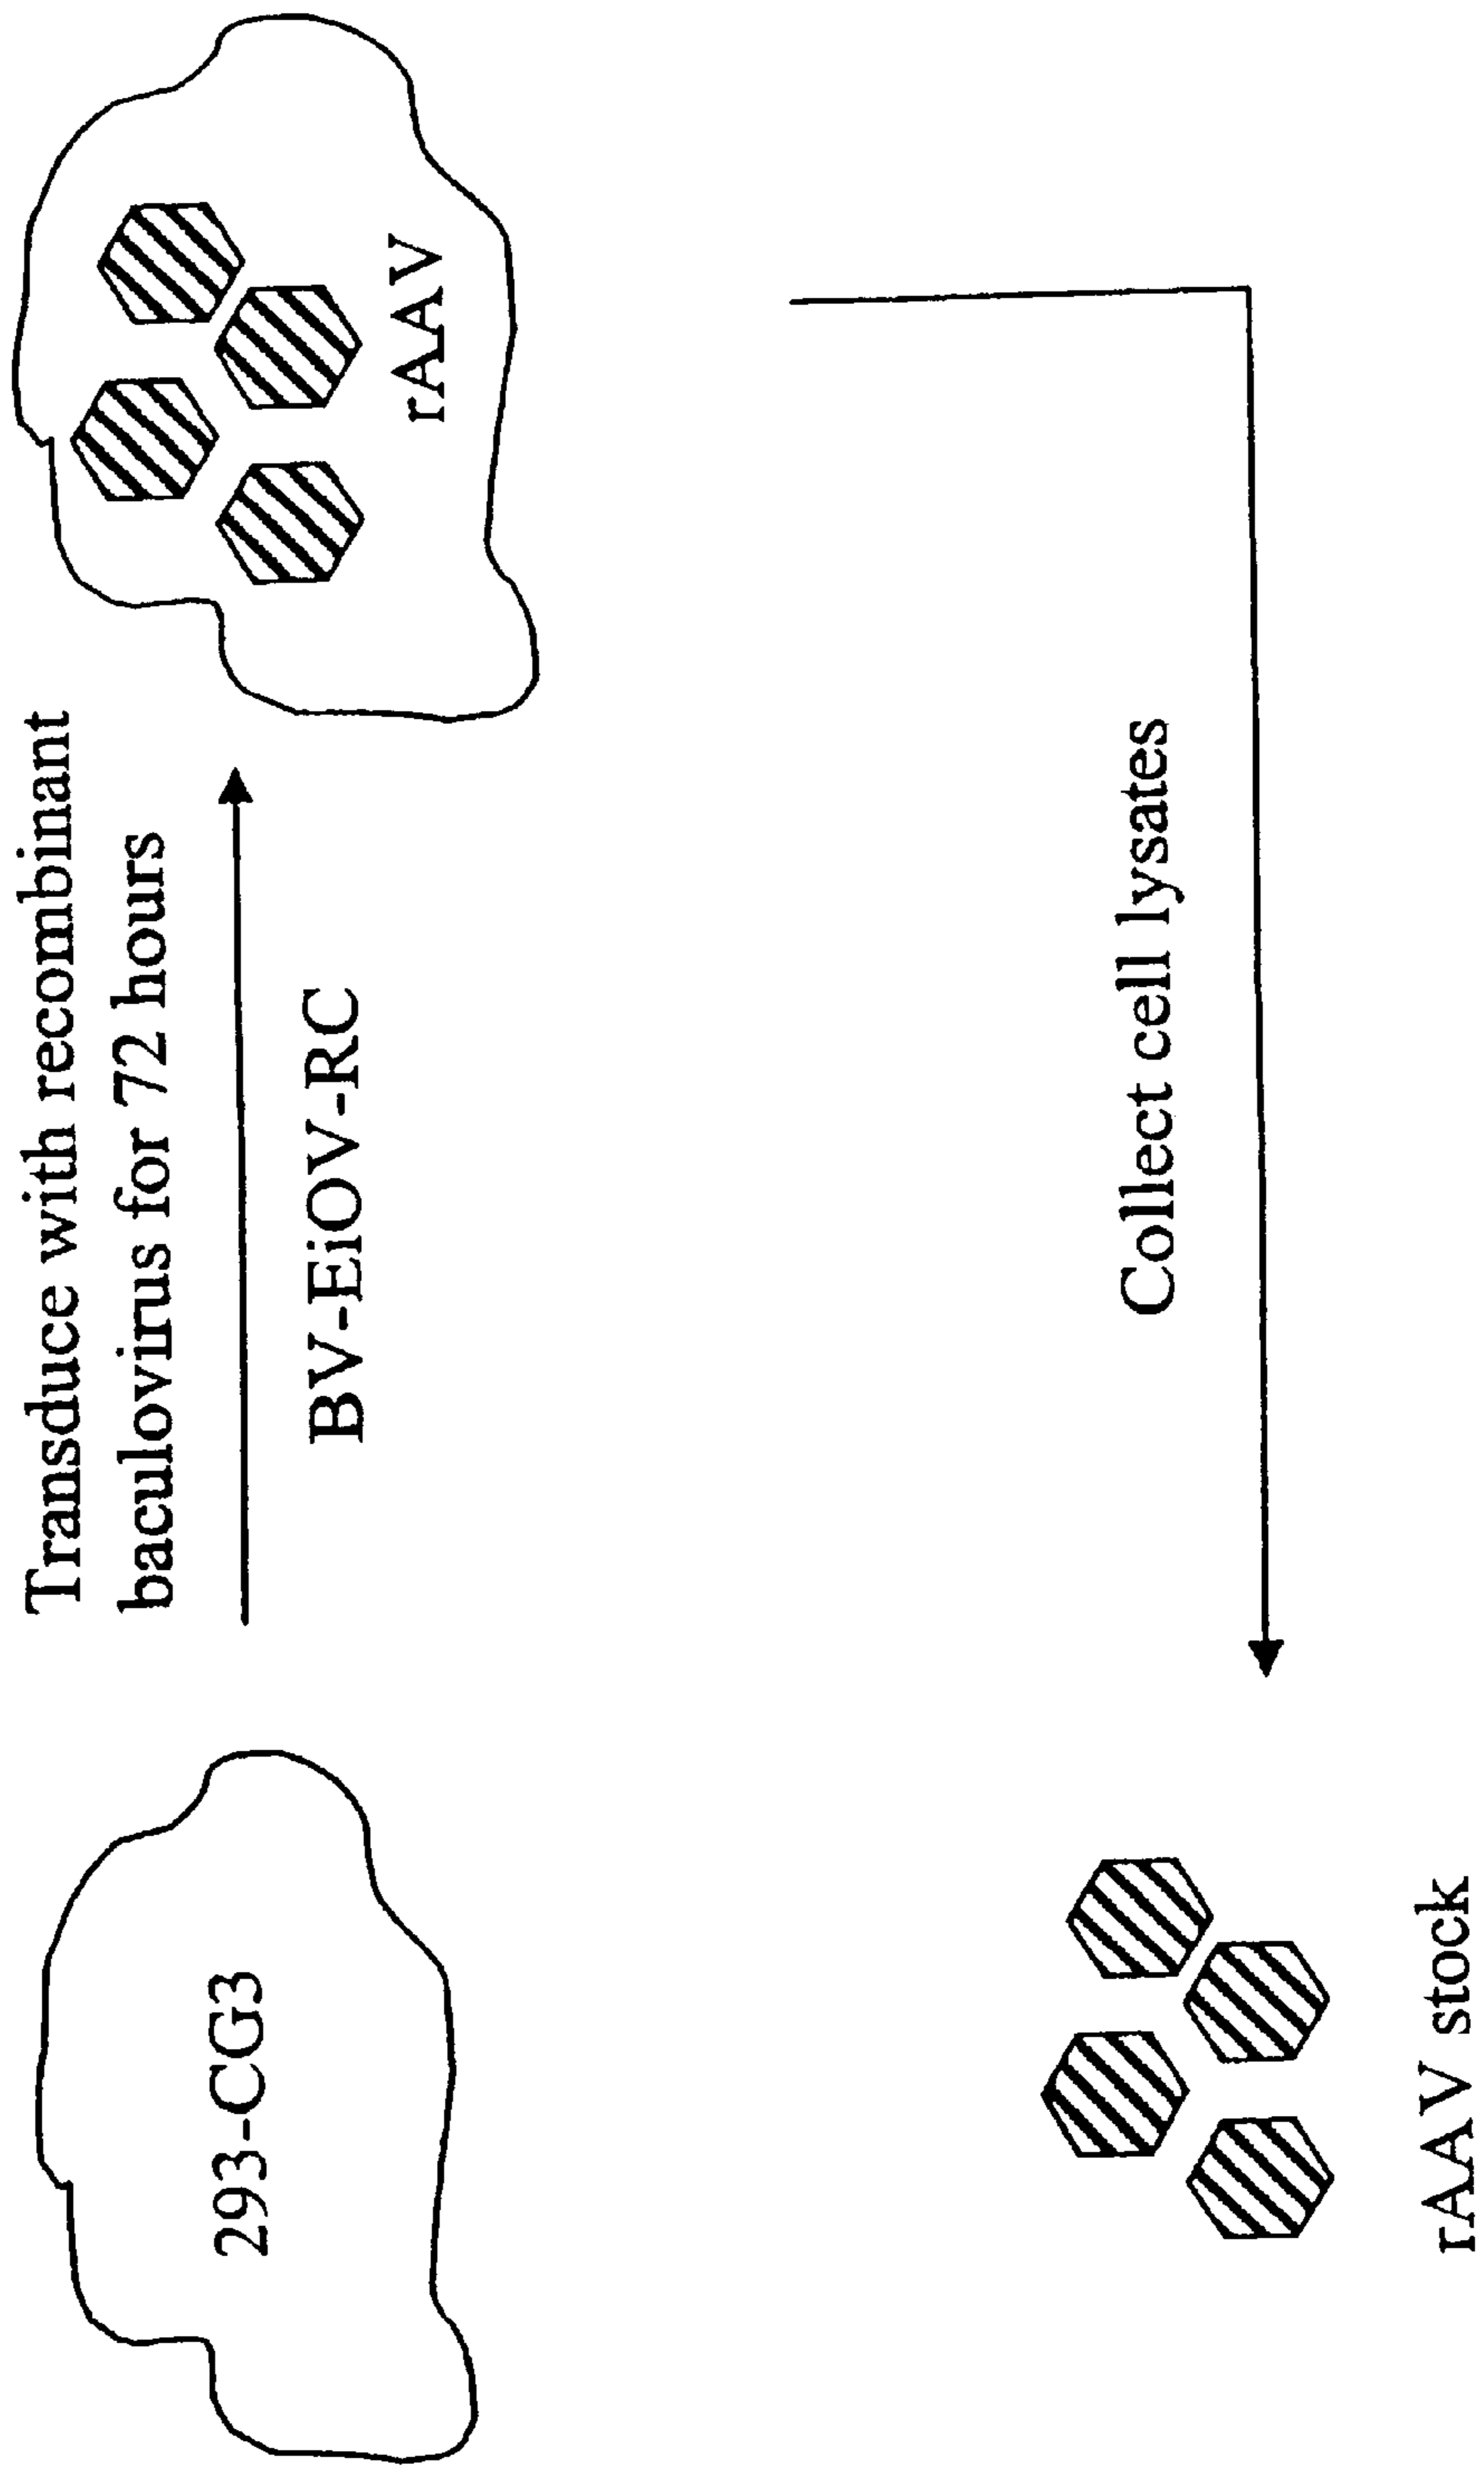 Transduce with recombinant
baculovirus for 72 hours
293-CG3
BV-EiOV-RC
rAAV
Collect cell lysates
rAAV stock